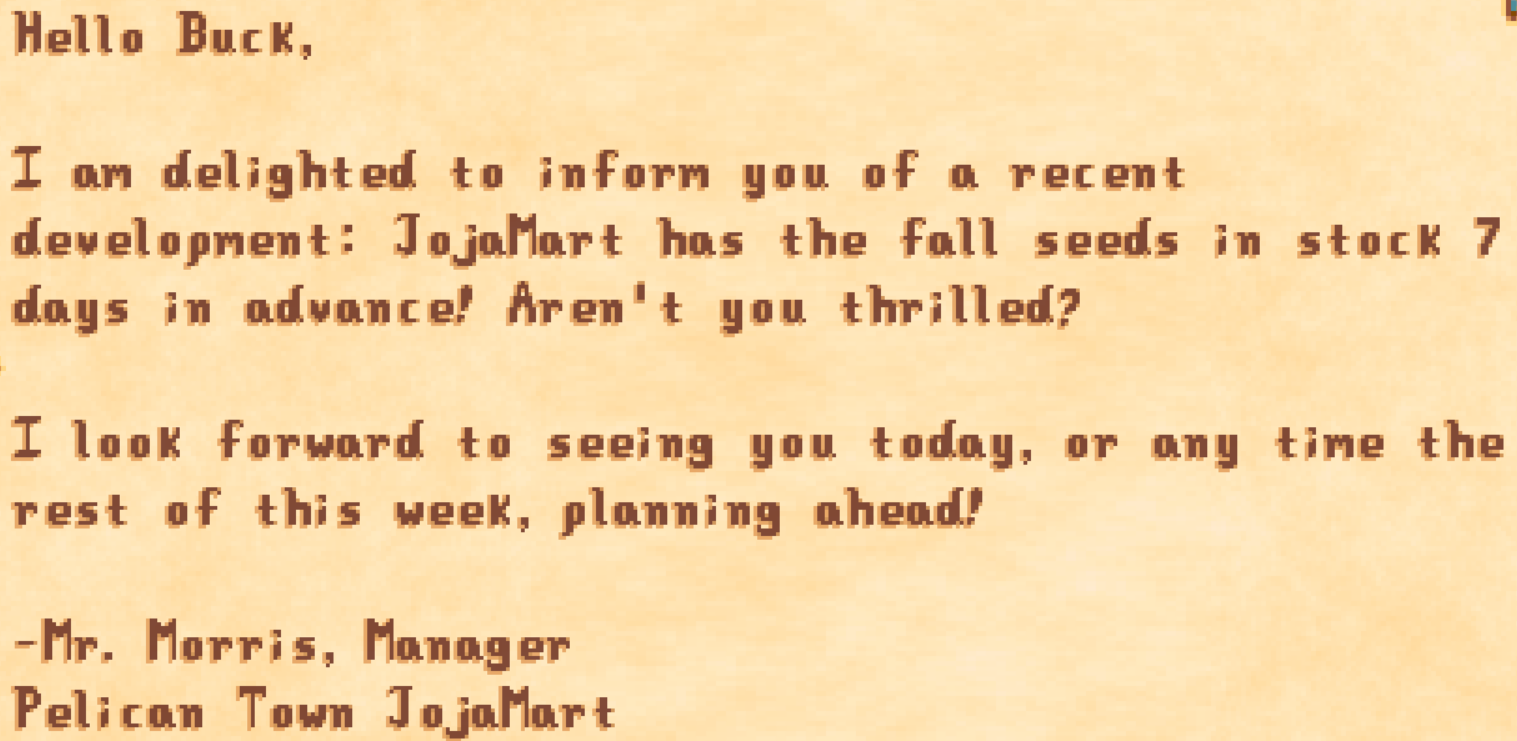 Hello Buck,
I am delighted to inform you of a recent
development: JojaMart has the fall seeds in stock 7
days in advance! Aren't you thrilled?
I look forward to seeing you today, or any time the
rest of this week, planning ahead!
-Mr. Morris, Manager
Pelican Town JojaMart